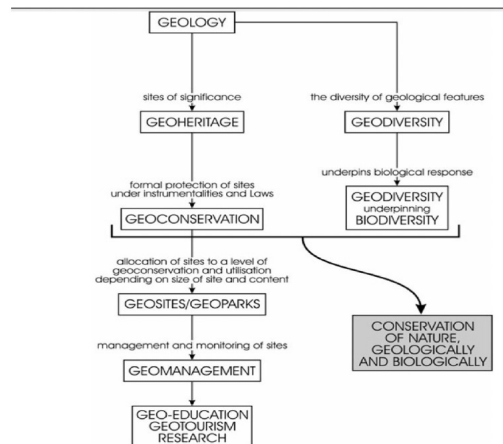 GEOLOGY
sites of significance
the diversity of geological features
GEOHERITAGE
GEODIVERSITY
formal protection of sites
under instrumentalities and Laws
underpins biological response
GEOCONSERVATION
GEODIVERSITY
underpinning
BIODIVERSITY
allocation of sites to a level of
geoconservation and utilisation
depending on size of site and content
GEOSITES/GEOPARKS
CONSERVATION
OF NATURE,
GEOLOGICALLY
AND BIOLOGICALLY
management and monitoring of sites
GEOMANAGEMENT
GEO-EDUCATION
GEOTOURISM
RESEARCH